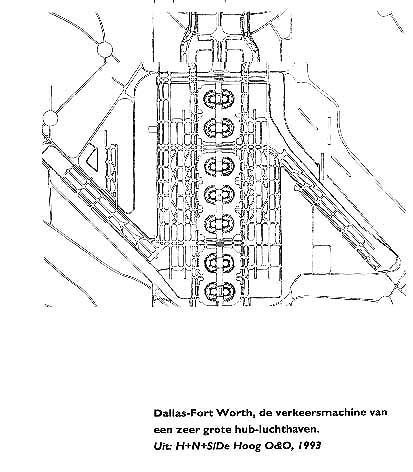 Dallas-Fort Worth, de verkeersmachine van
een zeer grote hub-luchthaven.
Uit: H+N+S/De Hoog O&O, 1993